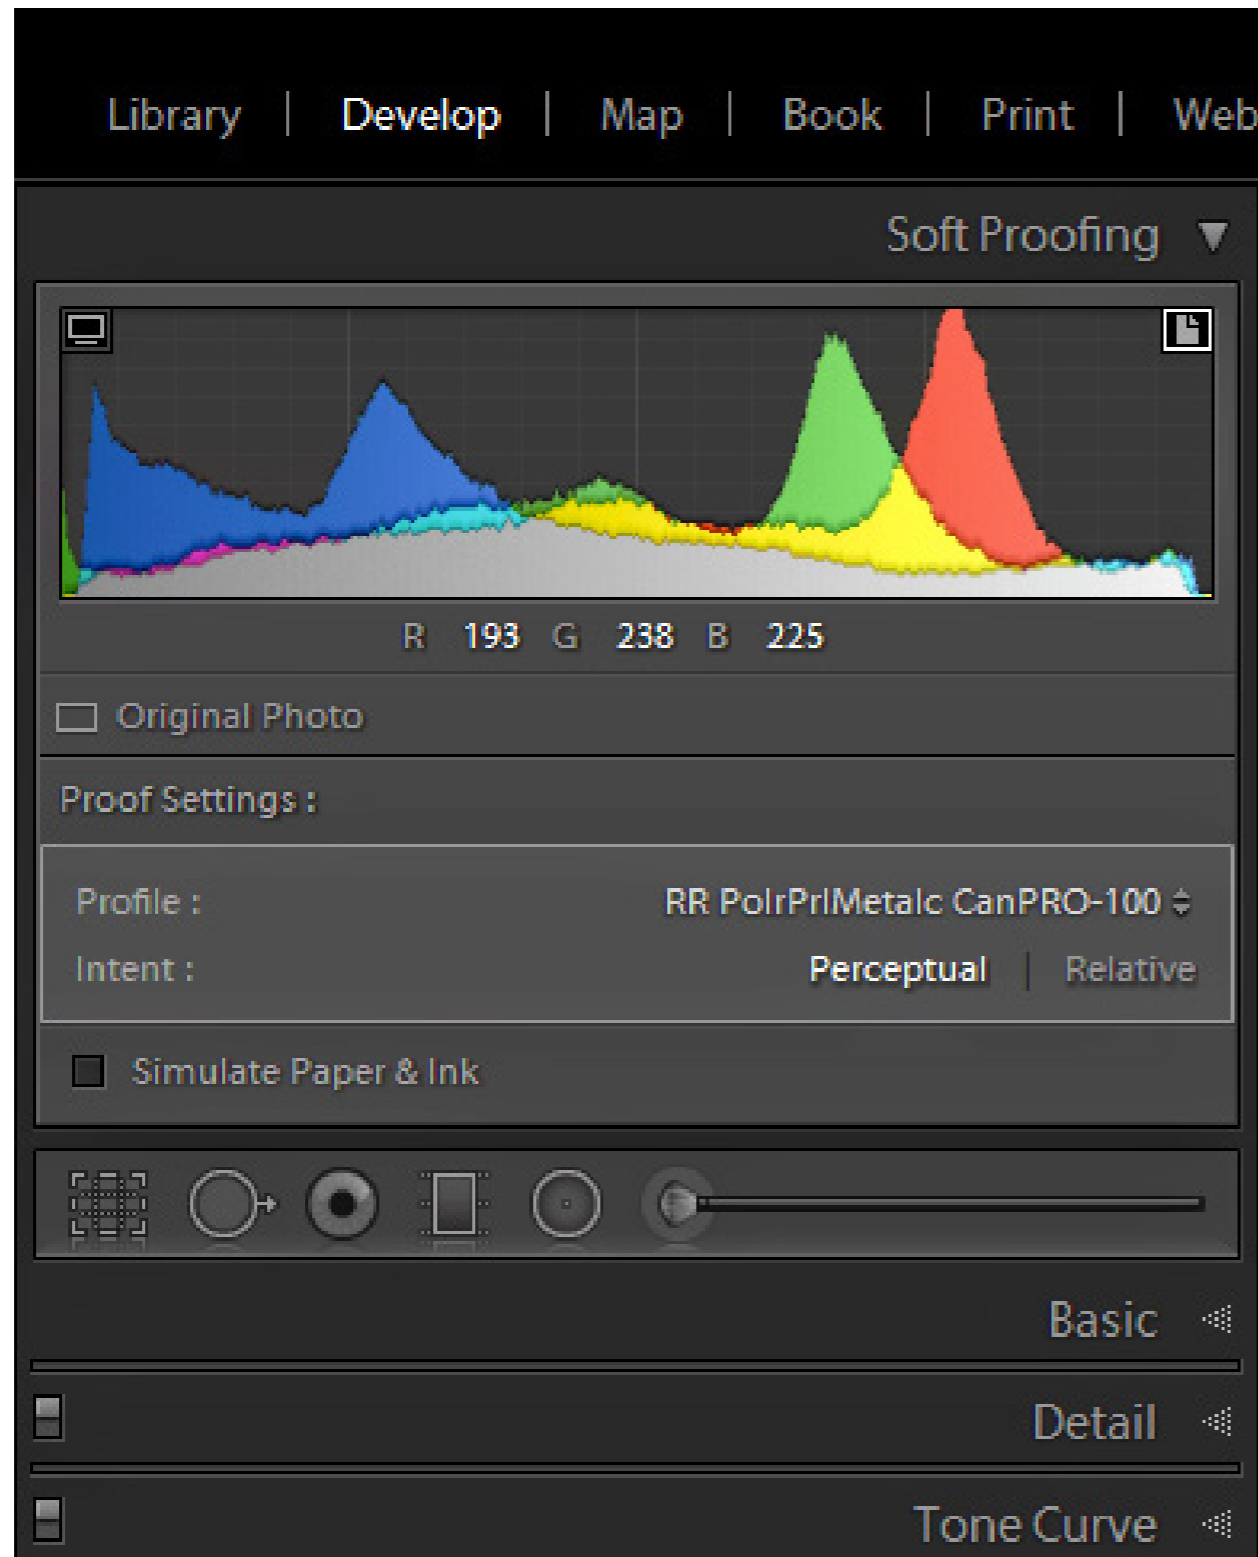 Library | Develop | Map | Book | Print | Web
Soft Proofing
R 193 G 238 B 225
Original Photo
Proof Settings :
Profile : RR PolrPrlMetalc CanPRO-100
Intent : Perceptual | Relative
Simulate Paper & Ink
Basic
Detail
Tone Curve